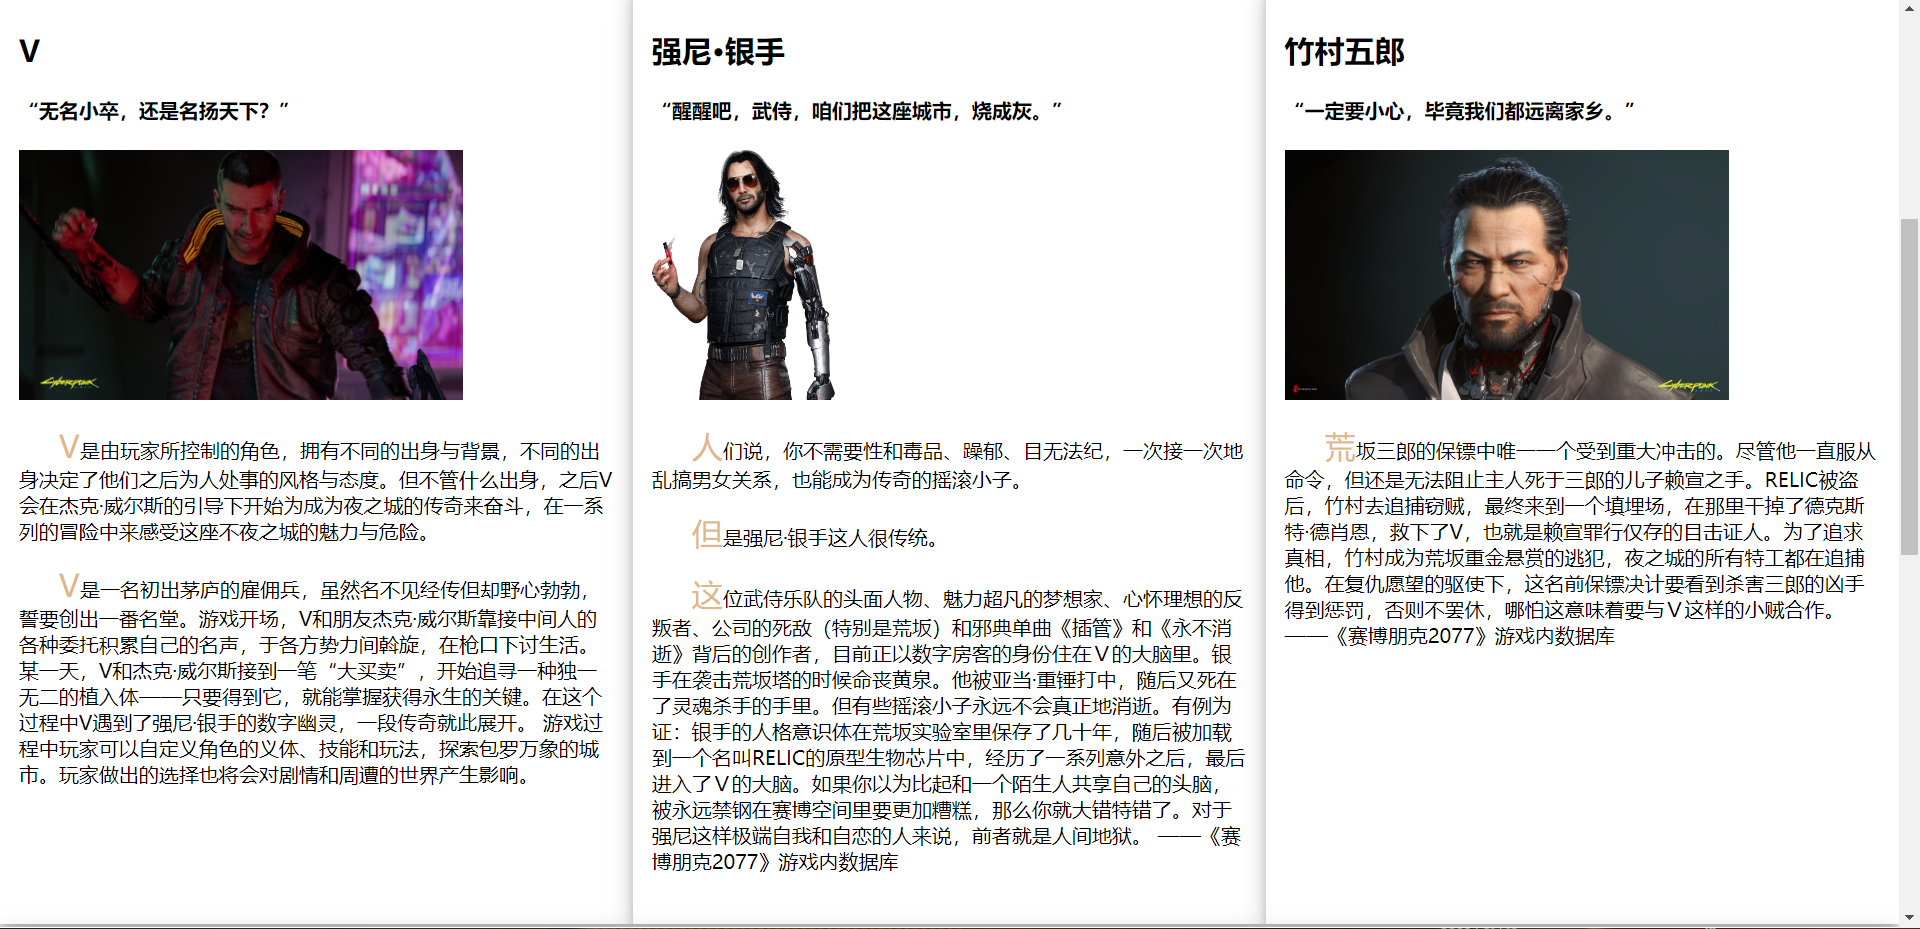 V
“无名小卒，还是名扬天下？”
CYBERPUNK
V是由玩家所控制的角色，拥有不同的出身与背景，不同的出
身决定了他们之后为人处事的风格与态度。但不管什么出身，之后V
会在杰克·威尔斯的引导下开始为成为夜之城的传奇来奋斗，在一系
列的冒险中来感受这座不夜之城的魅力与危险。
V是一名初出茅庐的雇佣兵，虽然名不见经传但却野心勃勃，
誓要创出一番名堂。游戏开场，V和朋友杰克·威尔斯靠接中间人的
各种委托积累自己的名声，于各方势力间斡旋，在枪口下讨生活。
某一天，V和杰克·威尔斯接到一笔“大买卖”，开始追寻一种独一
无二的植入体——只要得到它，就能掌握获得永生的关键。在这个
过程中V遇到了强尼·银手的数字幽灵，一段传奇就此展开。 游戏过
程中玩家可以自定义角色的义体、技能和玩法，探索包罗万象的城
市。玩家做出的选择也将会对剧情和周遭的世界产生影响。
强尼·银手
“醒醒吧，武侍，咱们把这座城市，烧成灰。”
人们说，你不需要性和毒品、躁郁、目无法纪，一次接一次地
乱搞男女关系，也能成为传奇的摇滚小子。
但是强尼·银手这人很传统。
这位武侍乐队的头面人物、魅力超凡的梦想家、心怀理想的反
叛者、公司的死敌（特别是荒坂）和邪典单曲《插管》和《永不消
逝》背后的创作者，目前正以数字房客的身份住在Ｖ的大脑里。银
手在袭击荒坂塔的时候命丧黄泉。他被亚当·重锤打中，随后又死在
了灵魂杀手的手里。但有些摇滚小子永远不会真正地消逝。有例为
证：银手的人格意识体在荒坂实验室里保存了几十年，随后被加载
到一个名叫RELIC的原型生物芯片中，经历了一系列意外之后，最后
进入了Ｖ的大脑。如果你以为比起和一个陌生人共享自己的头脑，
被永远禁钢在赛博空间里要更加糟糕，那么你就大错特错了。对于
强尼这样极端自我和自恋的人来说，前者就是人间地狱。 ——《赛
博朋克2077》游戏内数据库
竹村五郎
“一定要小心，毕竟我们都远离家乡。”
CYBERPUNK
荒坂三郎的保镖中唯一一个受到重大冲击的。尽管他一直服从
命令，但还是无法阻止主人死于三郎的儿子赖宣之手。RELIC被盗
后，竹村去追捕窃贼，最终来到一个填埋场，在那里干掉了德克斯
特·德肖恩，救下了V，也就是赖宣罪行仅存的目击证人。为了追求
真相，竹村成为荒坂重金悬赏的逃犯，夜之城的所有特工都在追捕
他。在复仇愿望的驱使下，这名前保镖决计要看到杀害三郎的凶手
得到惩罚，否则不罢休，哪怕这意味着要与Ｖ这样的小贼合作。
——《赛博朋克2077》游戏内数据库